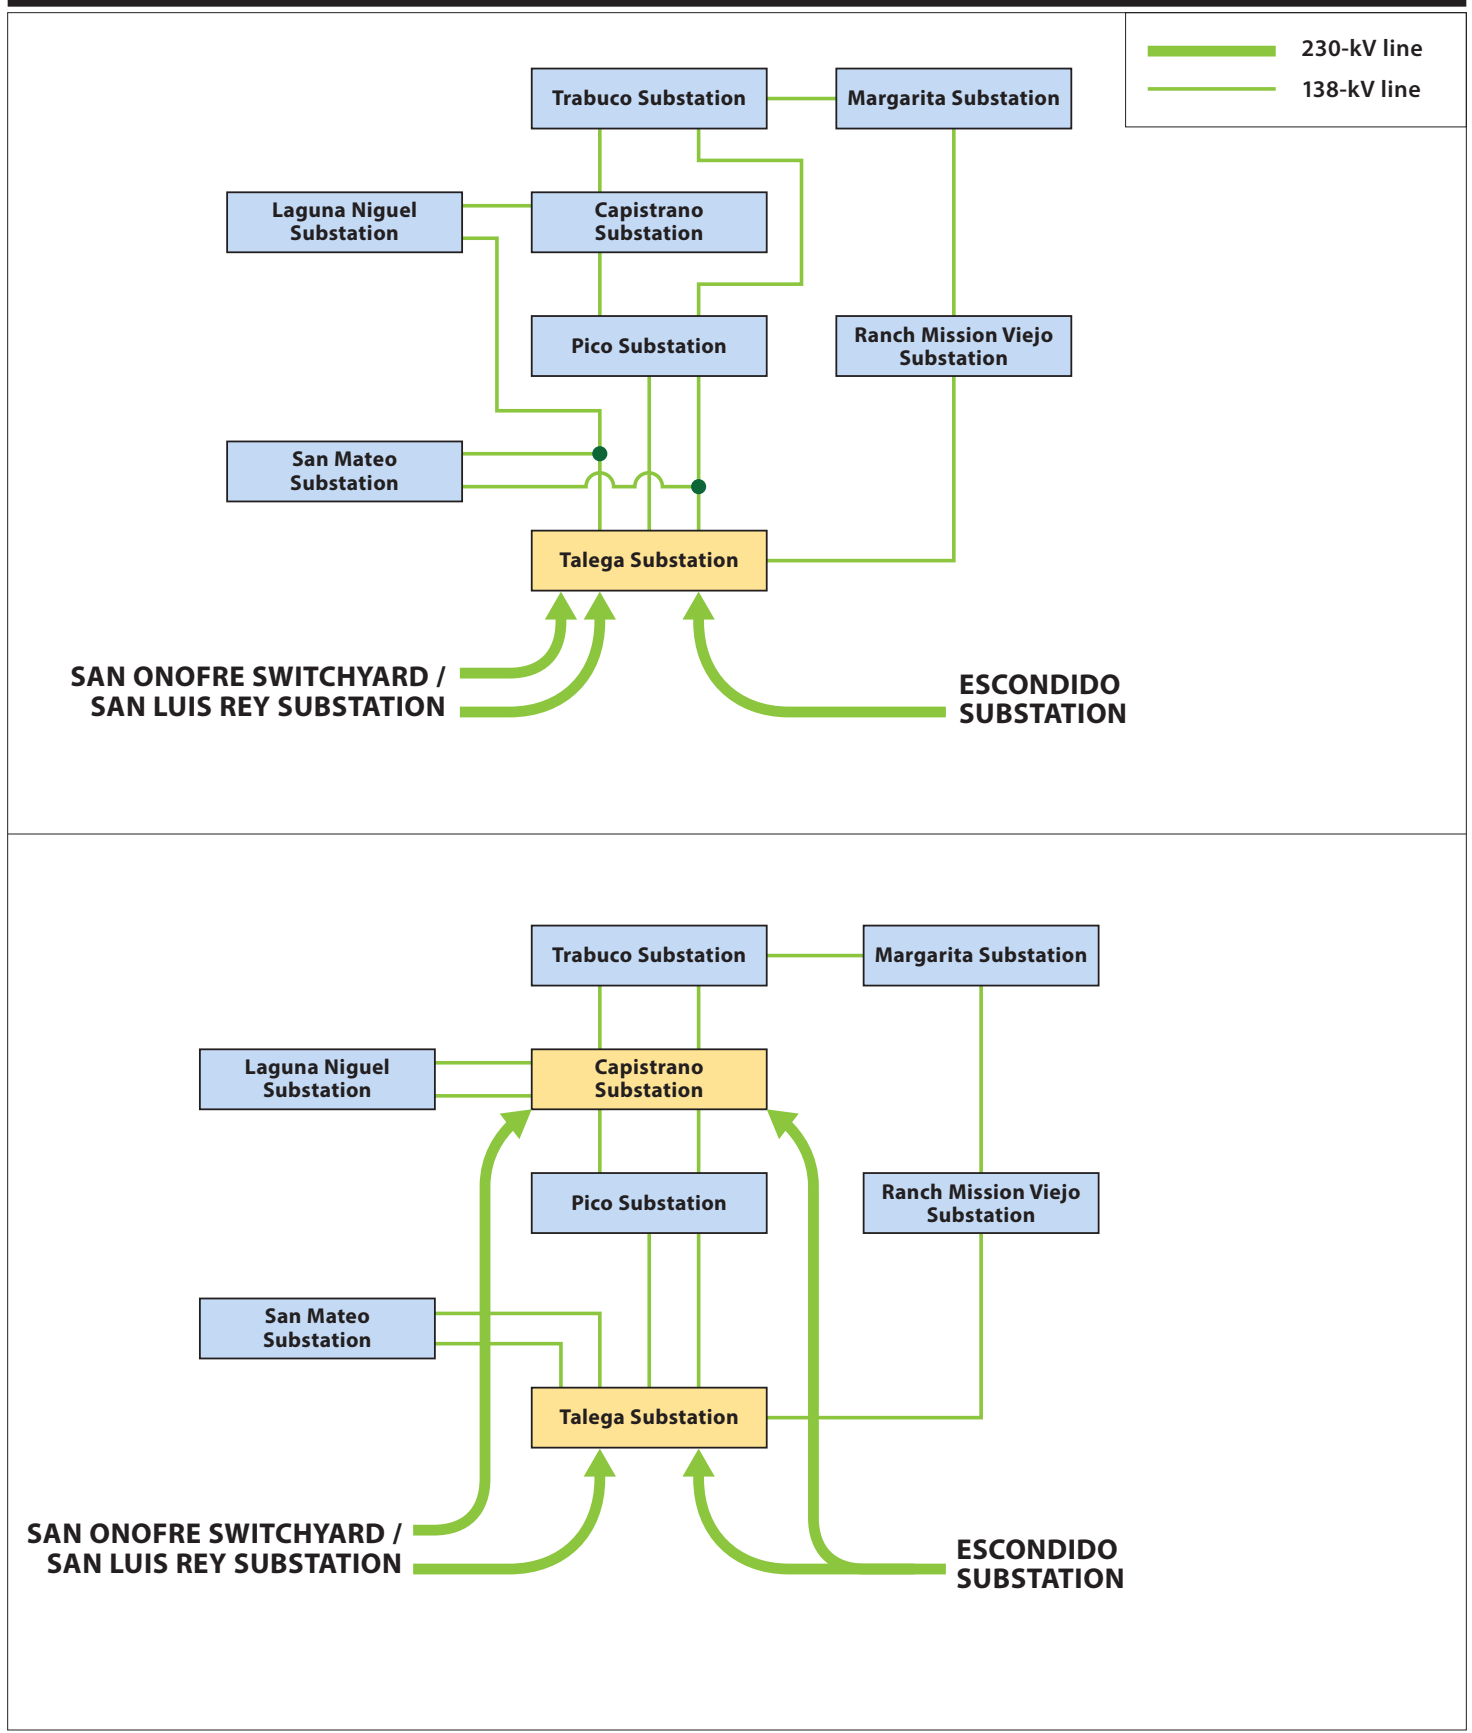 230-kV line
138-kV line
Trabuco Substation
Margarita Substation
Laguna Niguel
Substation
Capistrano
Substation
Pico Substation
Ranch Mission Viejo
Substation
San Mateo
Substation
Talega Substation
SAN ONOFRE SWITCHYARD /
SAN LUIS REY SUBSTATION
ESCONDIDO
SUBSTATION
Trabuco Substation
Margarita Substation
Laguna Niguel
Substation
Capistrano
Substation
Pico Substation
Ranch Mission Viejo
Substation
San Mateo
Substation
Talega Substation
SAN ONOFRE SWITCHYARD /
SAN LUIS REY SUBSTATION
ESCONDIDO
SUBSTATION